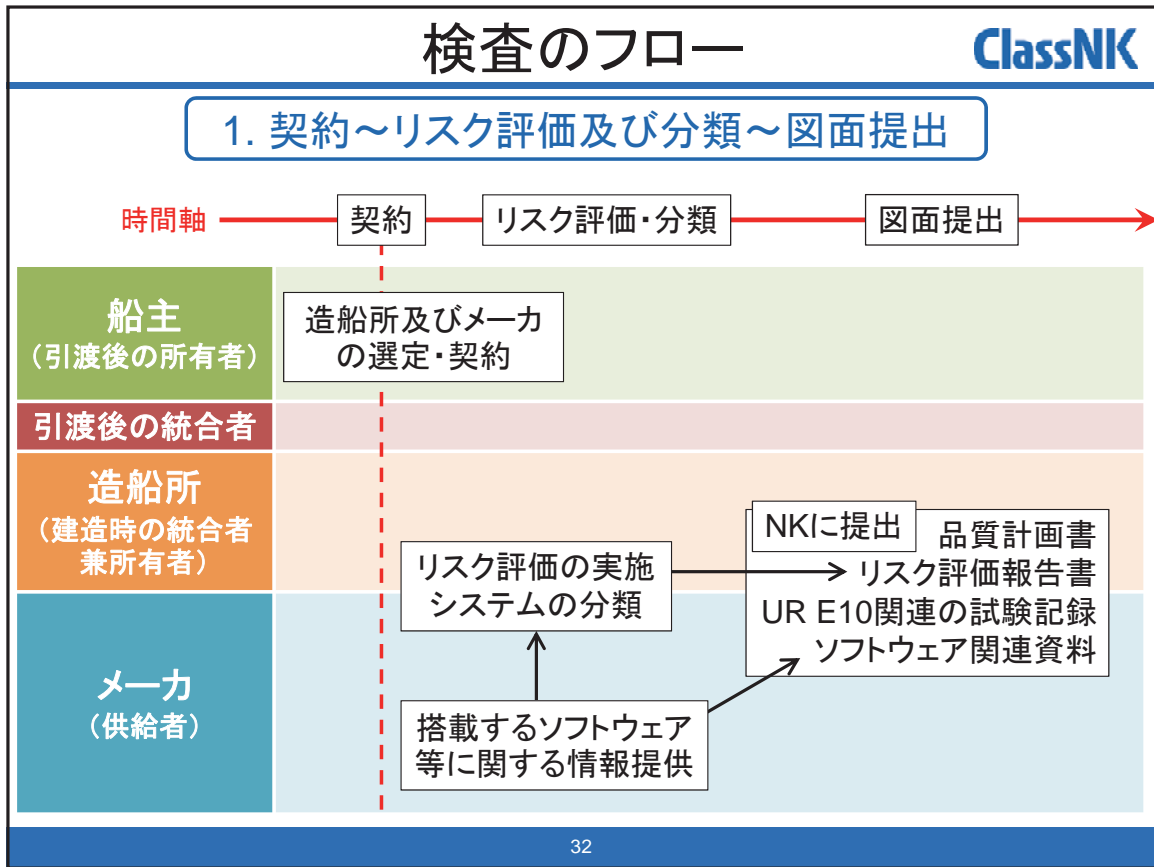 検査のフロー
ClassNK
1. 契約～リスク評価及び分類～図面提出
時間軸
契約
リスク評価・分類
図面提出
船主
（引渡後の所有者）
造船所及びメーカ
の選定・契約
引渡後の統合者
造船所
（建造時の統合者
兼所有者）
リスク評価の実施
システムの分類
NKに提出
品質計画書
リスク評価報告書
UR E10関連の試験記録
ソフトウェア関連資料
メーカ
（供給者）
搭載するソフトウェア
等に関する情報提供
32